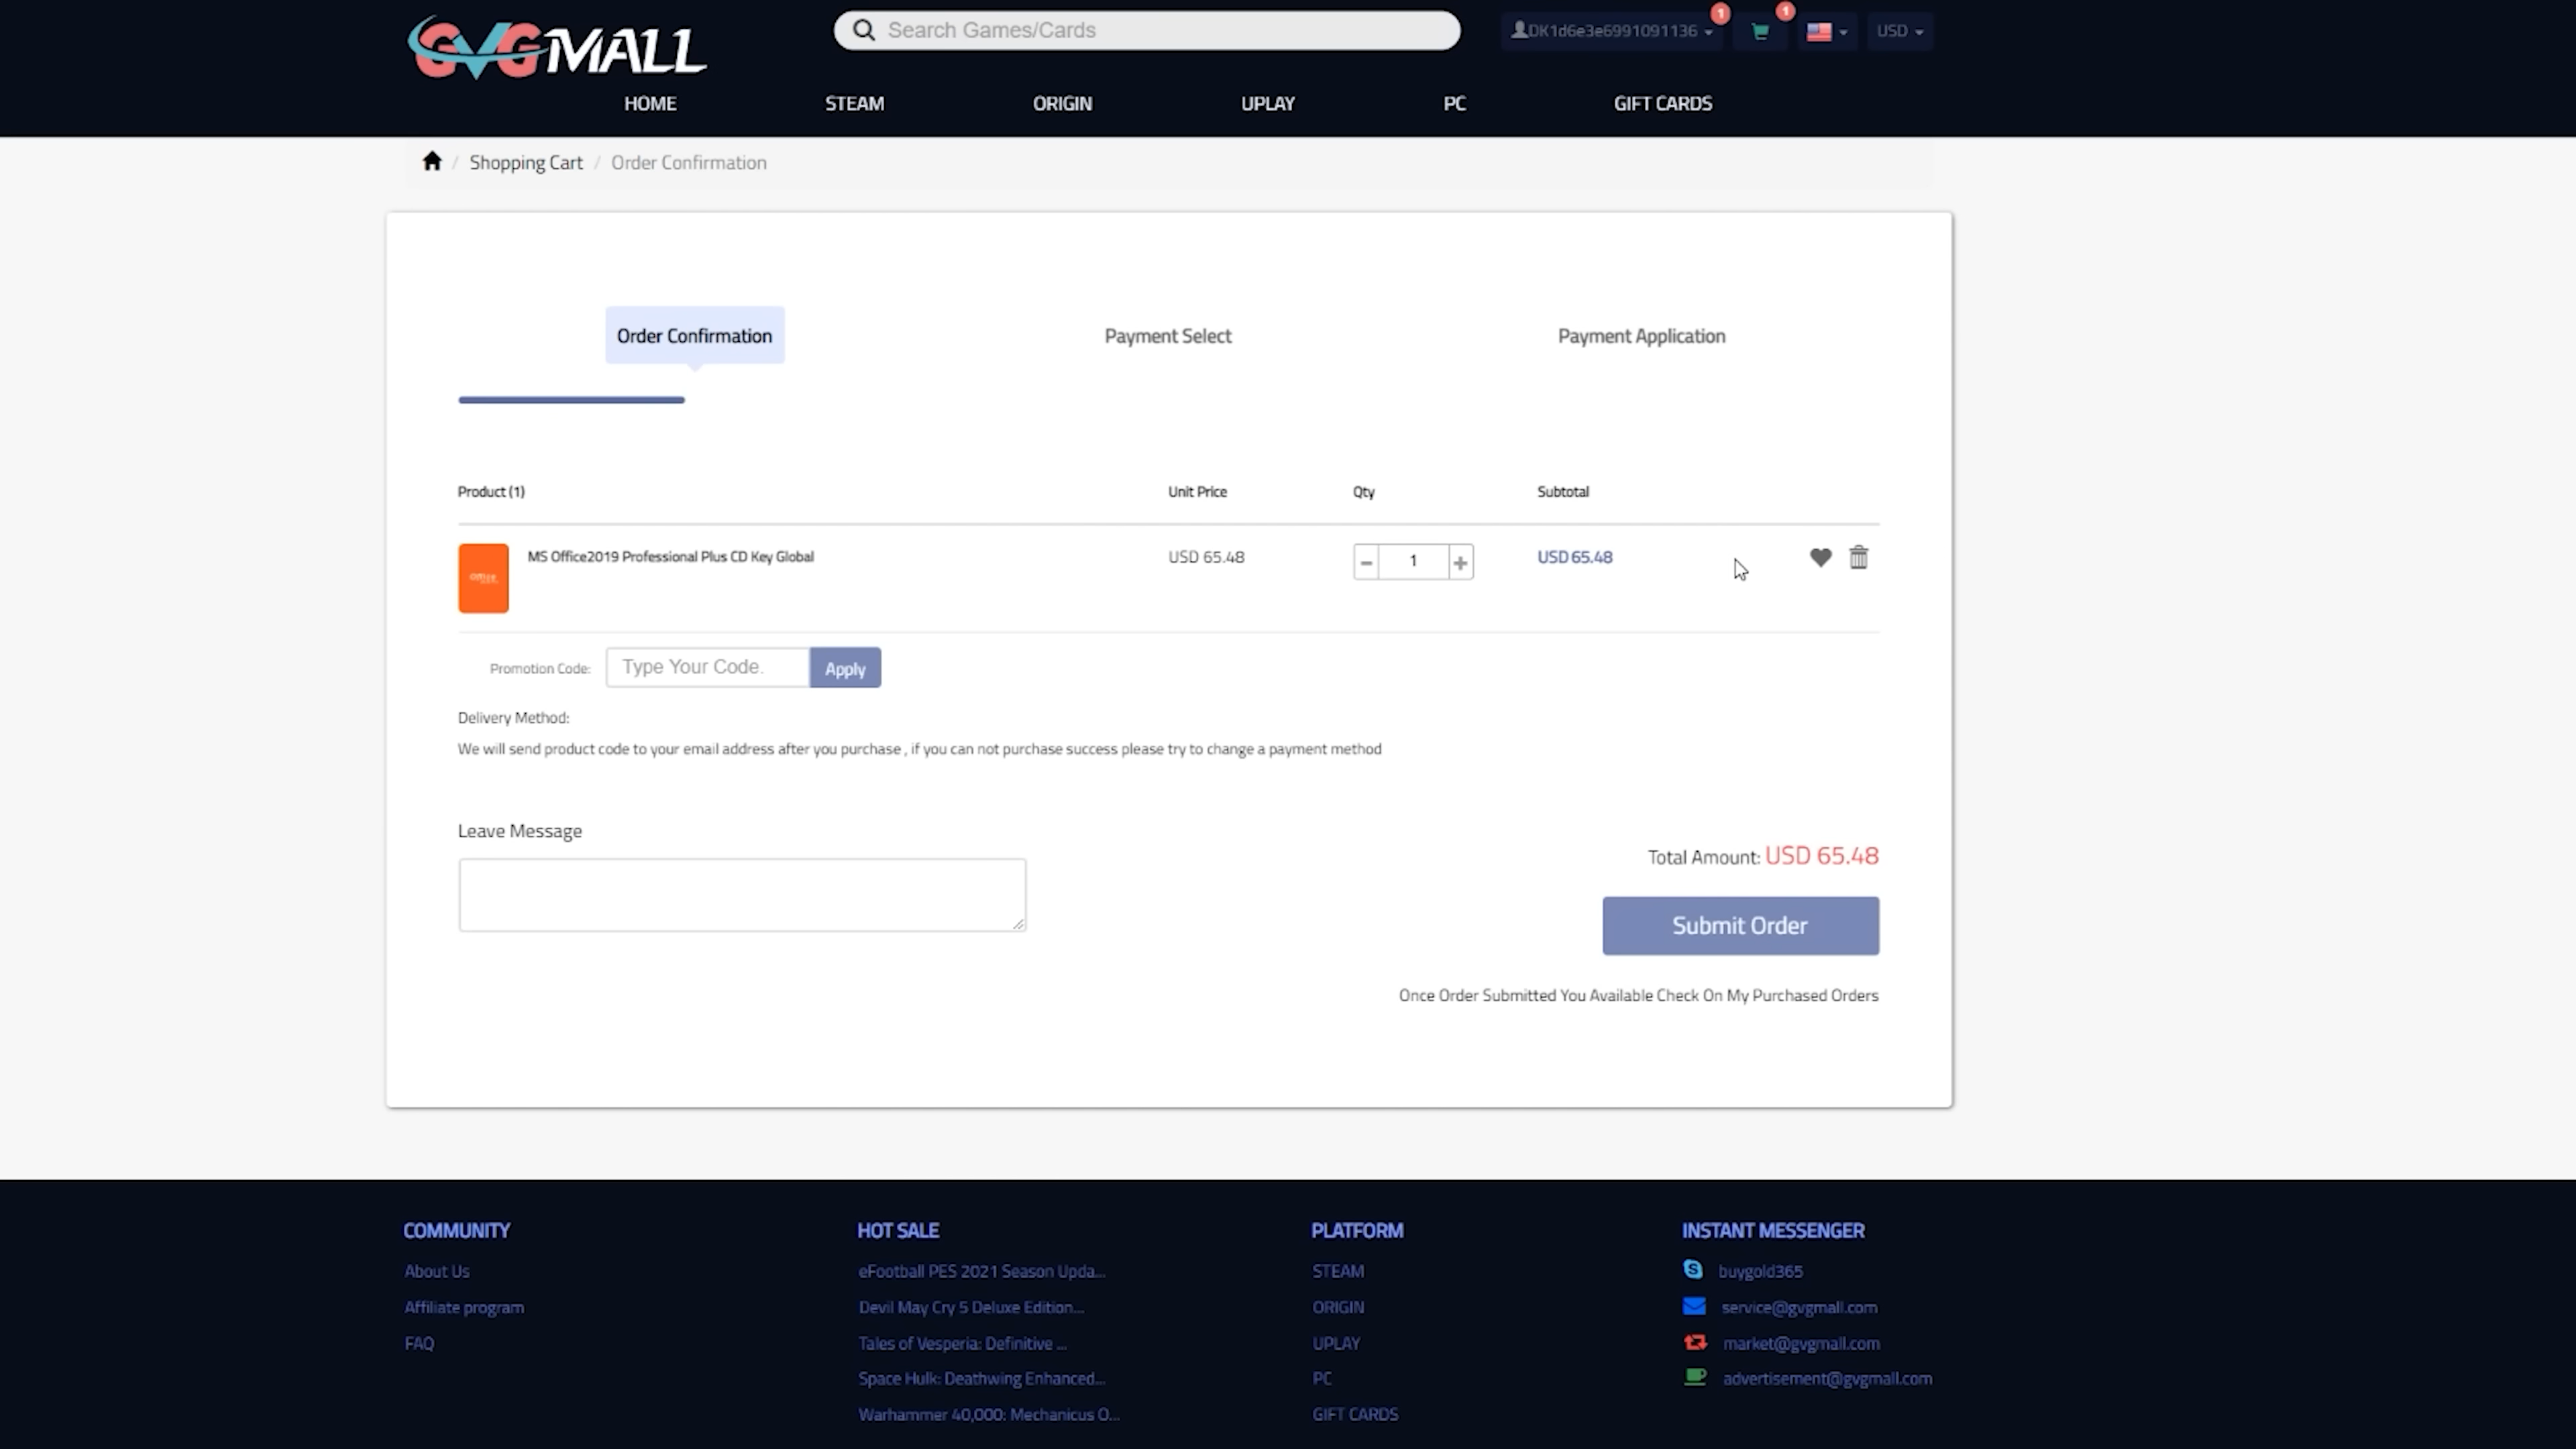 GVGMALL
Search Games/Cards
DK1d6e3e6991091136
1
1
USD
HOME
STEAM
ORIGIN
UPLAY
PC
GIFT CARDS
/ Shopping Cart / Order Confirmation
Order Confirmation
Payment Select
Payment Application
Product (1)
Unit Price
Qty
Subtotal
office
MS Office2019 Professional Plus CD Key Global
USD 65.48
− 1 +
USD 65.48
Promotion Code:
Type Your Code.
Apply
Delivery Method:
We will send product code to your email address after you purchase , if you can not purchase success please try to change a payment method
Leave Message
Total Amount: USD 65.48
Submit Order
Once Order Submitted You Available Check On My Purchased Orders
COMMUNITY
About Us
Affiliate program
FAQ
HOT SALE
eFootball PES 2021 Season Upda...
Devil May Cry 5 Deluxe Edition...
Tales of Vesperia: Definitive ...
Space Hulk: Deathwing Enhanced...
Warhammer 40,000: Mechanicus O...
PLATFORM
STEAM
ORIGIN
UPLAY
PC
GIFT CARDS
INSTANT MESSENGER
buygold365
service@gvgmall.com
market@gvgmall.com
advertisement@gvgmall.com